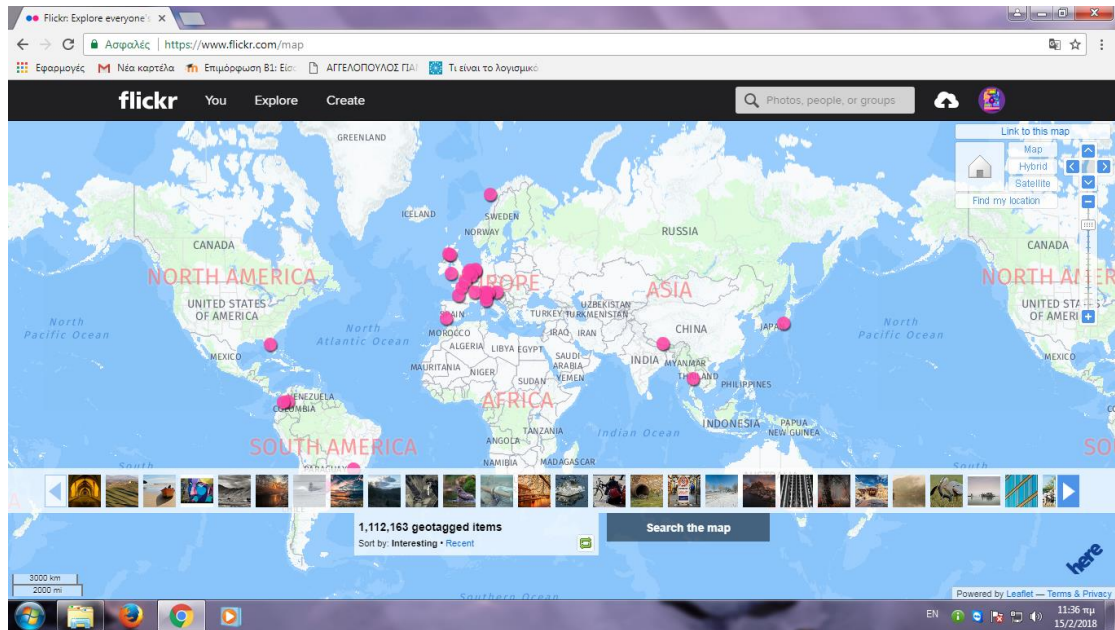 Flickr: Explore everyone's
Ασφαλές | https://www.flickr.com/map
Εφαρμογές Νέα καρτέλα Επιμόρφωση Β1: Είσ ΑΓΓΕΛΟΠΟΥΛΟΣ ΓΙΑ Τι είναι το λογισμικό
flickr You Explore Create Photos, people, or groups
Link to this map
Map
Hybrid
Satellite
Find my location
GREENLAND
ICELAND
SWEDEN
NORWAY
RUSSIA
CANADA
CANADA
NORTH AMERICA
EUROPE
ASIA
UNITED STATES
OF AMERICA
SPAIN
UZBEKISTAN
TURKEY TURKMENISTAN
CHINA
JAPAN
North
Pacific Ocean
North
Atlantic Ocean
MOROCCO
IRAQ IRAN
North
Pacific Ocean
MEXICO
ALGERIA LIBYA EGYPT
SAUDI
ARABIA
INDIA MYANMAR
MEXICO
MAURITANIA NIGER
SUDAN YEMEN
THAILAND
PHILIPPINES
VENEZUELA
COLOMBIA
AFRICA
SOUTH AMERICA
TANZANIA
ANGOLA
Indian Ocean
INDONESIA
PAPUA
NEW GUINEA
NAMIBIA MADAGASCAR
South
South
1,112,163 geotagged items
Sort by: Interesting • Recent
Search the map
3000 km
2000 mi
Southern Ocean
here
Powered by Leaflet — Terms & Privacy
EN
11:36 πμ
15/2/2018